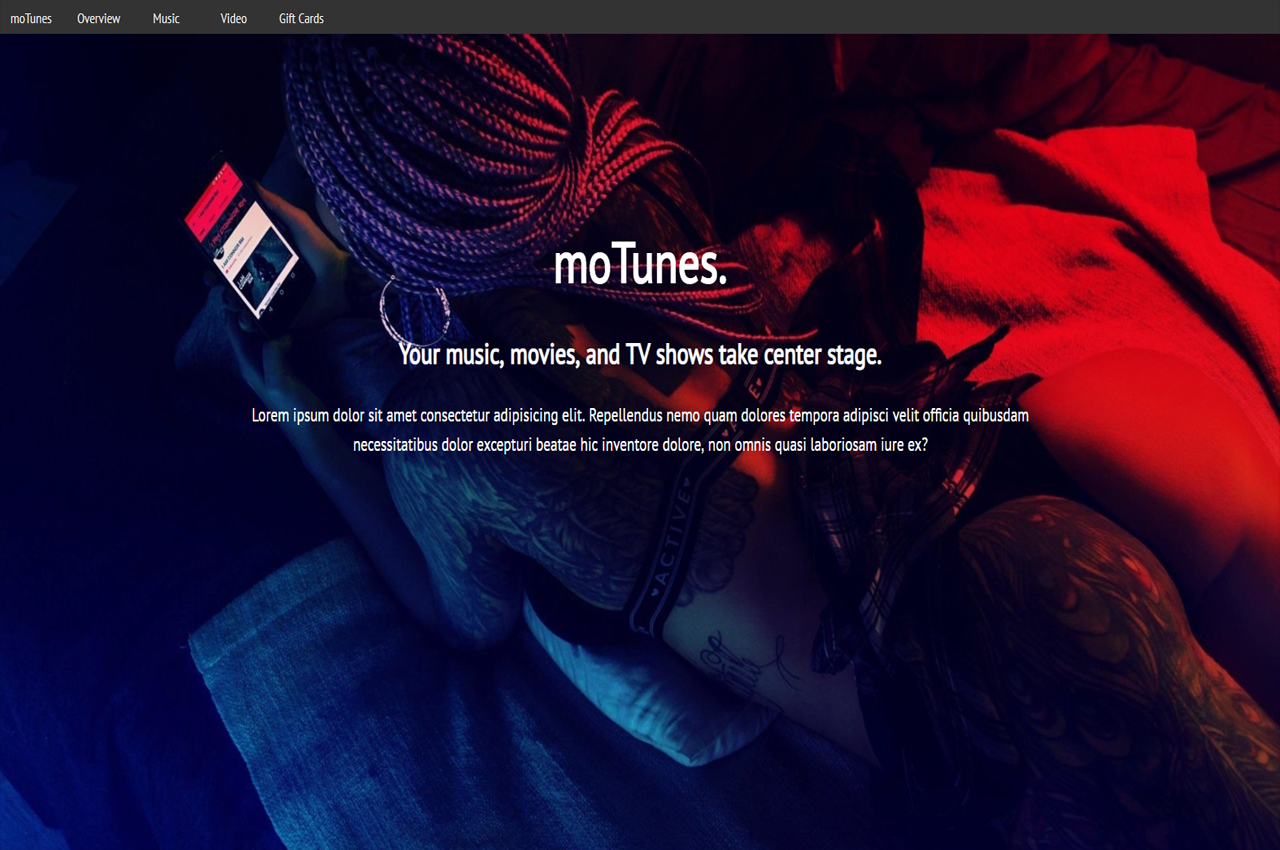 moTunes Overview Music Video Gift Cards
moTunes.
Your music, movies, and TV shows take center stage.
Lorem ipsum dolor sit amet consectetur adipisicing elit. Repellendus nemo quam dolores tempora adipisci velit officia quibusdam
necessitatibus dolor excepturi beatae hic inventore dolore, non omnis quasi laboriosam iure ex?
♥ACTIVE♥